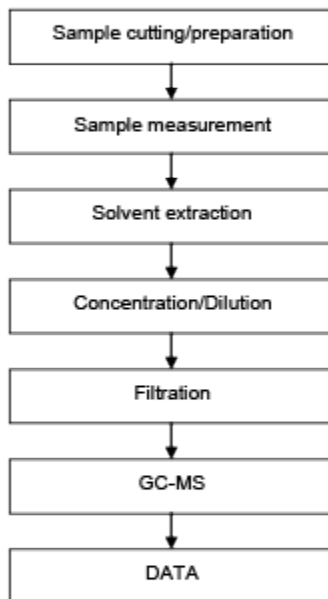 Sample cutting/preparation
Sample measurement
Solvent extraction
Concentration/Dilution
Filtration
GC-MS
DATA